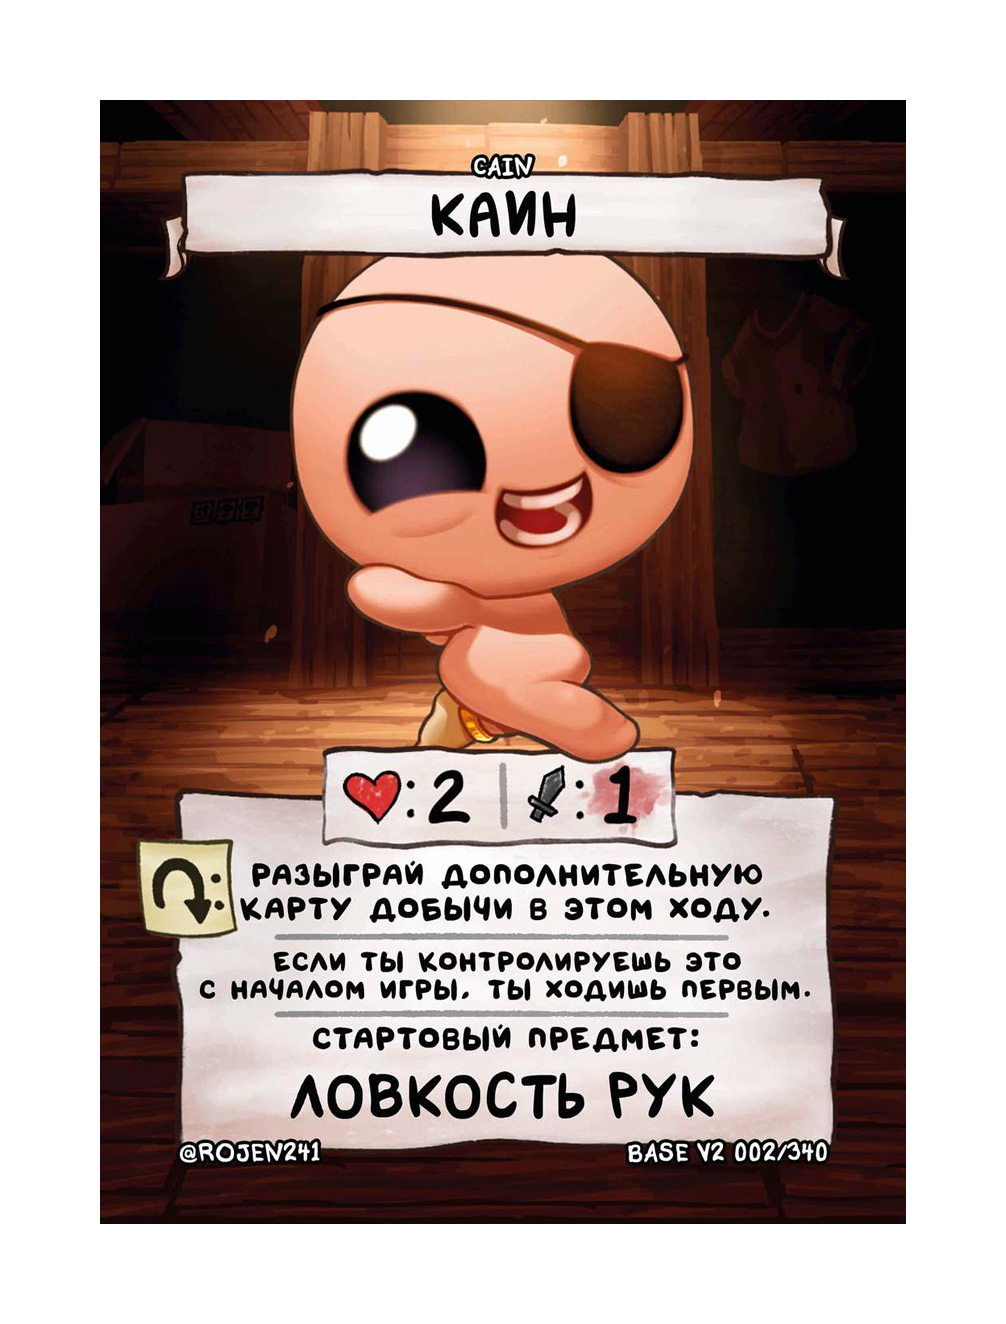 CAIN
КАИН
:2 | :1
РАЗЫГРАЙ ДОПОЛНИТЕЛЬНУЮ
КАРТУ ДОБЫЧИ В ЭТОМ ХОДУ.
ЕСЛИ ТЫ КОНТРОЛИРУЕШЬ ЭТО
С НАЧАЛОМ ИГРЫ, ТЫ ХОДИШЬ ПЕРВЫМ.
СТАРТОВЫЙ ПРЕДМЕТ:
ЛОВКОСТЬ РУК
@ROJEN241
BASE V2 002/340